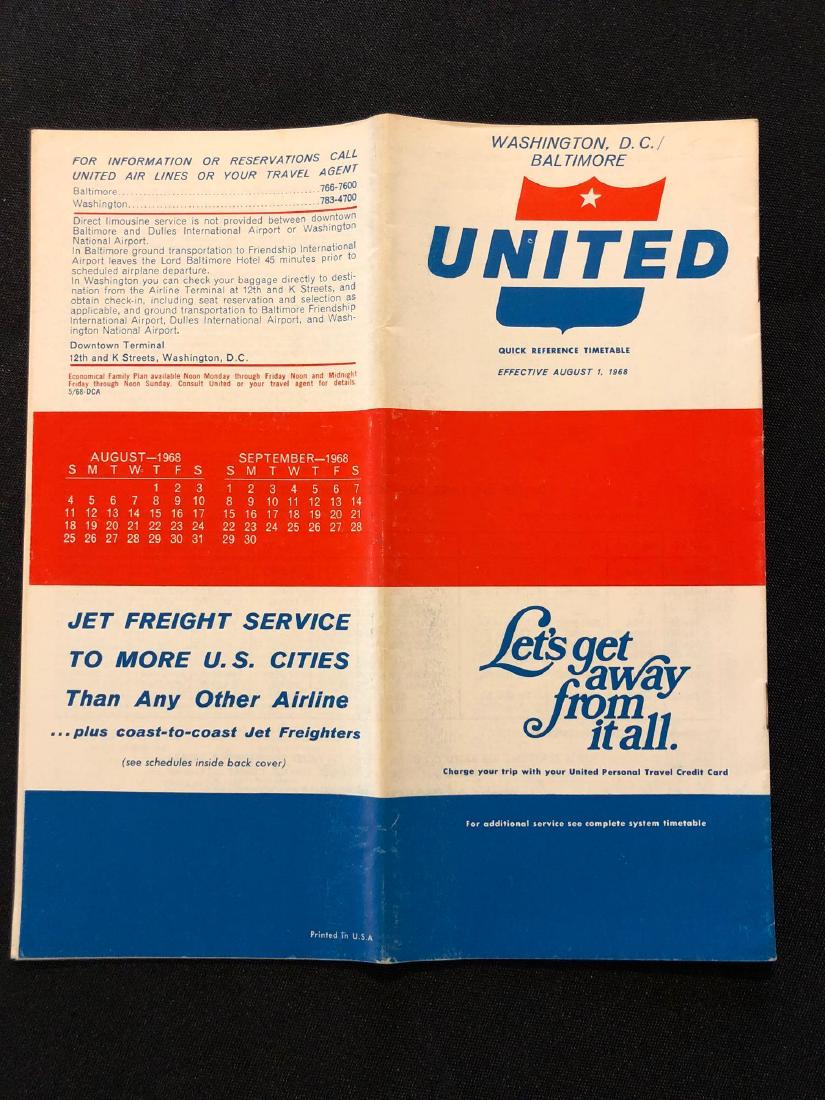 FOR INFORMATION OR RESERVATIONS CALL
UNITED AIR LINES OR YOUR TRAVEL AGENT
Baltimore................................................766-7600
Washington.............................................783-4700
Direct limousine service is not provided between downtown
Baltimore and Dulles International Airport or Washington
National Airport.
In Baltimore ground transportation to Friendship International
Airport leaves the Lord Baltimore Hotel 45 minutes prior to
scheduled airplane departure.
In Washington you can check your baggage directly to desti-
nation from the Airline Terminal at 12th and K Streets, and
obtain check-in, including seat reservation and selection as
applicable, and ground transportation to Baltimore Friendship
International Airport, Dulles International Airport, and Wash-
ington National Airport.
Downtown Terminal
12th and K Streets, Washington, D.C.
Economical Family Plan available Noon Monday through Friday Noon and Midnight
Friday through Noon Sunday. Consult United or your travel agent for details.
5/68-DCA
AUGUST—1968
S M T W T F S
1 2 3
4 5 6 7 8 9 10
11 12 13 14 15 16 17
18 19 20 21 22 23 24
25 26 27 28 29 30 31
SEPTEMBER—1968
S M T W T F S
1 2 3 4 5 6 7
8 9 10 11 12 13 14
15 16 17 18 19 20 21
22 23 24 25 26 27 28
29 30
JET FREIGHT SERVICE
TO MORE U.S. CITIES
Than Any Other Airline
...plus coast-to-coast Jet Freighters
(see schedules inside back cover)
Printed in U.S.A
WASHINGTON, D.C./
BALTIMORE
UNITED
QUICK REFERENCE TIMETABLE
EFFECTIVE AUGUST 1, 1968
Let's get
away
from
it all.
Charge your trip with your United Personal Travel Credit Card
For additional service see complete system timetable